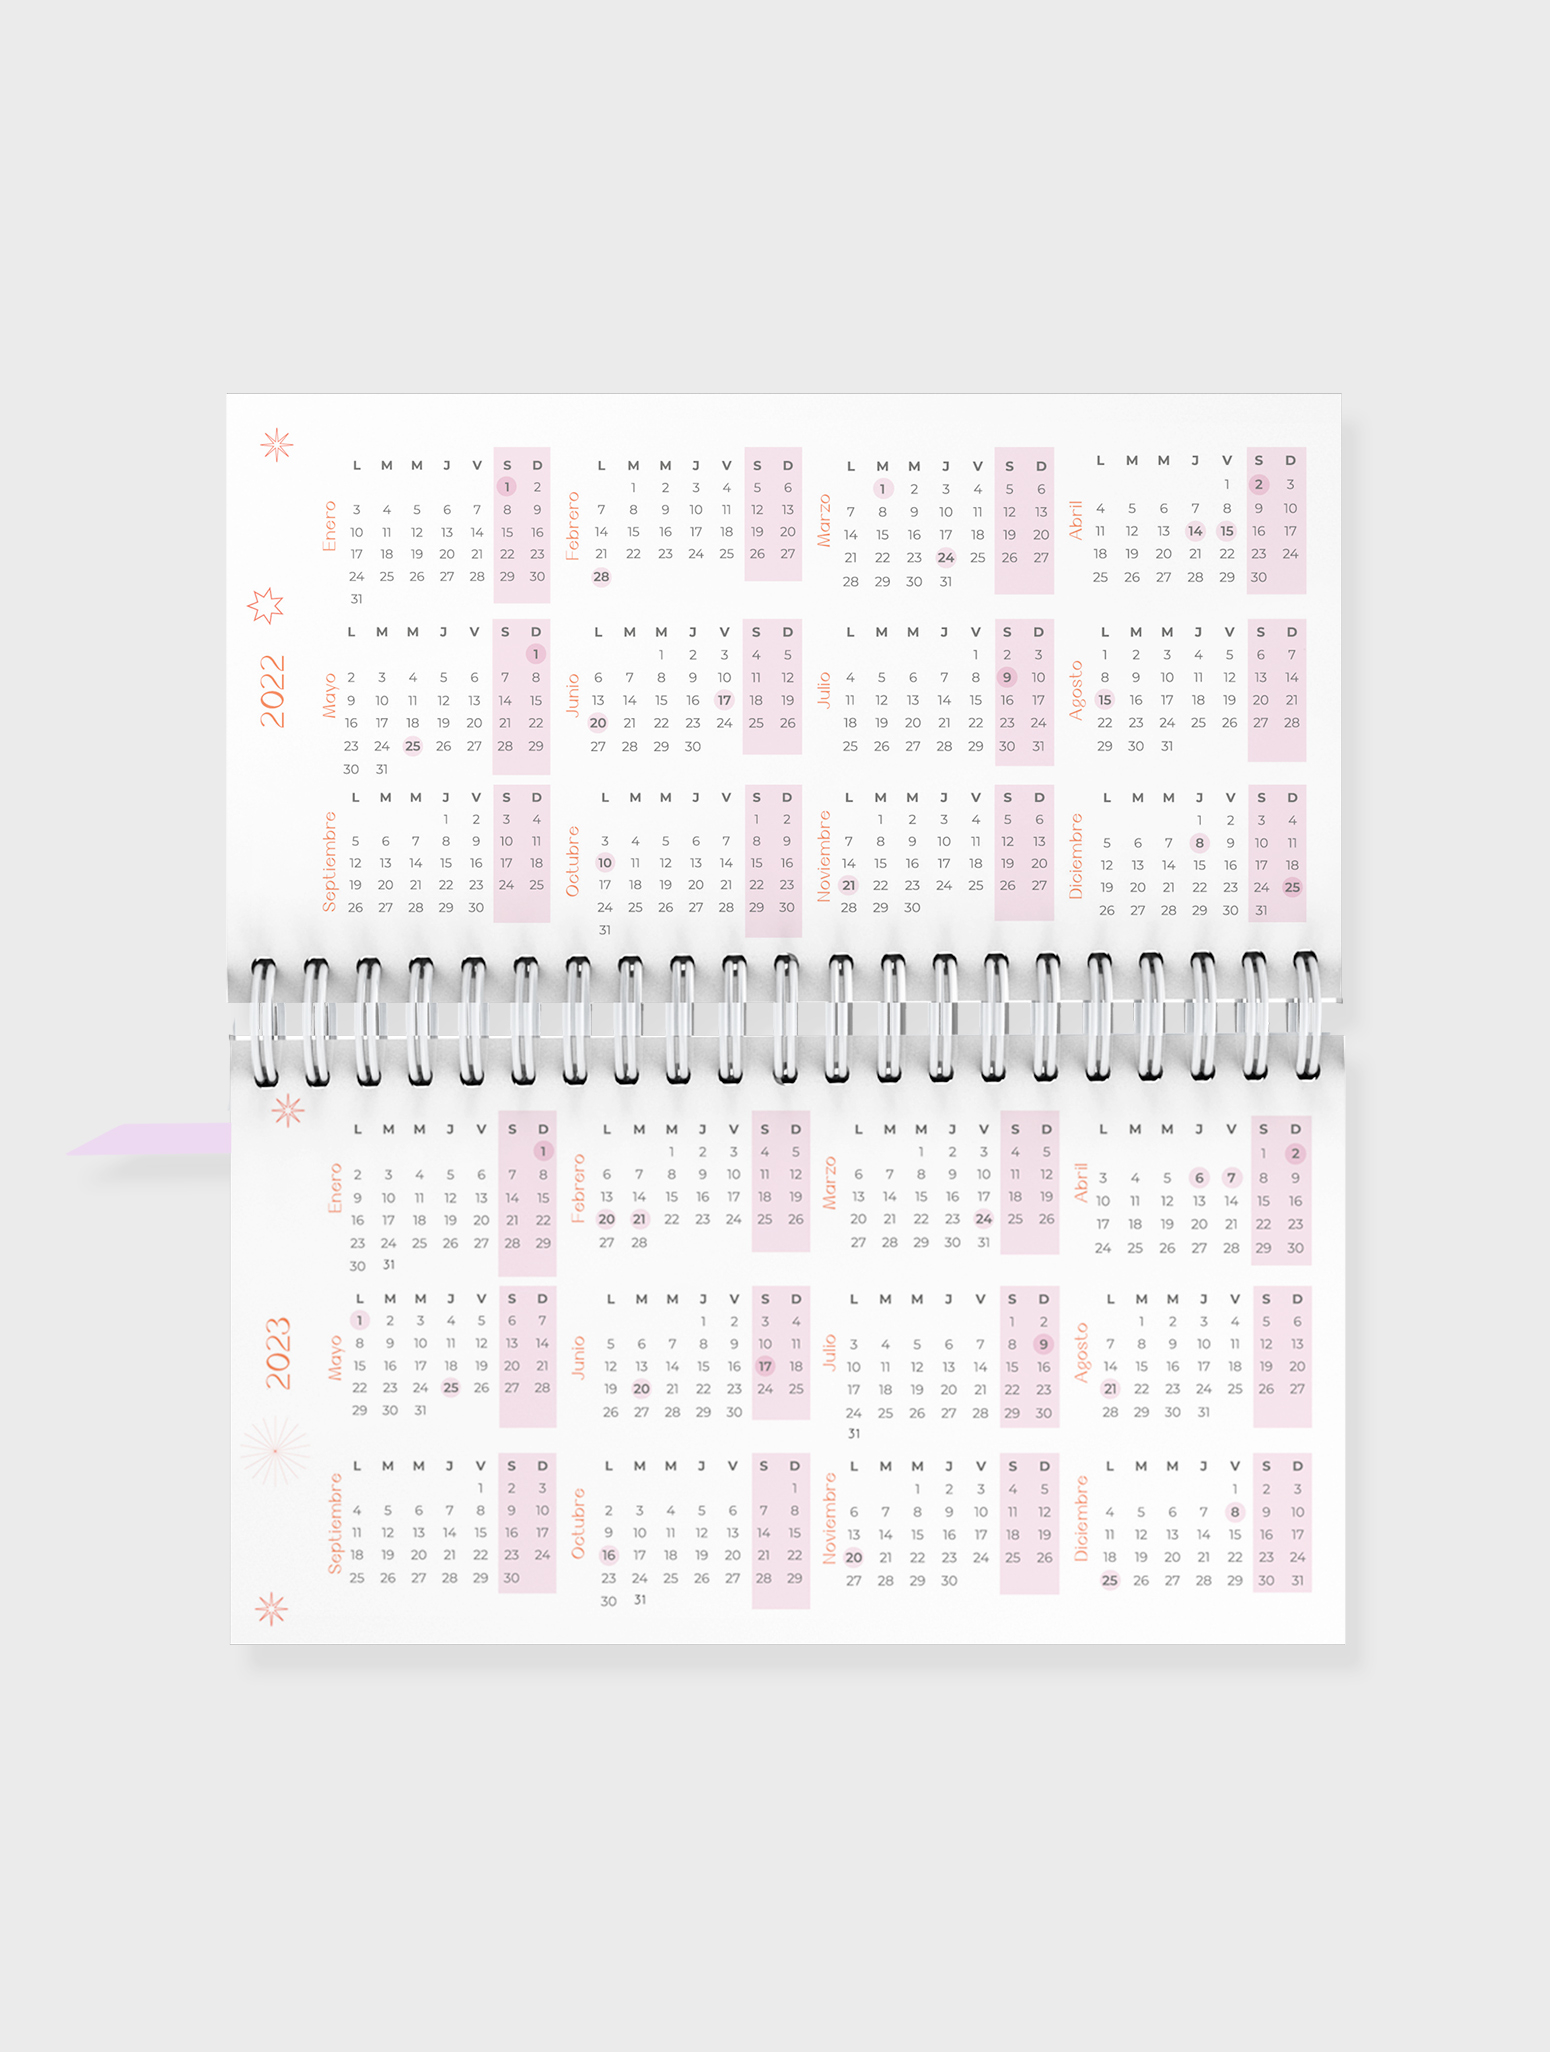 2022
Enero
L M M J V S D
1 2
3 4 5 6 7 8 9
10 11 12 13 14 15 16
17 18 19 20 21 22 23
24 25 26 27 28 29 30
31
Febrero
L M M J V S D
1 2 3 4 5 6
7 8 9 10 11 12 13
14 15 16 17 18 19 20
21 22 23 24 25 26 27
28
Marzo
L M M J V S D
1 2 3 4 5 6
7 8 9 10 11 12 13
14 15 16 17 18 19 20
21 22 23 24 25 26 27
28 29 30 31
Abril
L M M J V S D
1 2 3
4 5 6 7 8 9 10
11 12 13 14 15 16 17
18 19 20 21 22 23 24
25 26 27 28 29 30
Mayo
L M M J V S D
1
2 3 4 5 6 7 8
9 10 11 12 13 14 15
16 17 18 19 20 21 22
23 24 25 26 27 28 29
30 31
Junio
L M M J V S D
1 2 3 4 5
6 7 8 9 10 11 12
13 14 15 16 17 18 19
20 21 22 23 24 25 26
27 28 29 30
Julio
L M M J V S D
1 2 3
4 5 6 7 8 9 10
11 12 13 14 15 16 17
18 19 20 21 22 23 24
25 26 27 28 29 30 31
Agosto
L M M J V S D
1 2 3 4 5 6 7
8 9 10 11 12 13 14
15 16 17 18 19 20 21
22 23 24 25 26 27 28
29 30 31
Septiembre
L M M J V S D
1 2 3 4
5 6 7 8 9 10 11
12 13 14 15 16 17 18
19 20 21 22 23 24 25
26 27 28 29 30
Octubre
L M M J V S D
1 2
3 4 5 6 7 8 9
10 11 12 13 14 15 16
17 18 19 20 21 22 23
24 25 26 27 28 29 30
31
Noviembre
L M M J V S D
1 2 3 4 5 6
7 8 9 10 11 12 13
14 15 16 17 18 19 20
21 22 23 24 25 26 27
28 29 30
Diciembre
L M M J V S D
1 2 3 4
5 6 7 8 9 10 11
12 13 14 15 16 17 18
19 20 21 22 23 24 25
26 27 28 29 30 31
2023
Enero
L M M J V S D
1
2 3 4 5 6 7 8
9 10 11 12 13 14 15
16 17 18 19 20 21 22
23 24 25 26 27 28 29
30 31
Febrero
L M M J V S D
1 2 3 4 5
6 7 8 9 10 11 12
13 14 15 16 17 18 19
20 21 22 23 24 25 26
27 28
Marzo
L M M J V S D
1 2 3 4 5
6 7 8 9 10 11 12
13 14 15 16 17 18 19
20 21 22 23 24 25 26
27 28 29 30 31
Abril
L M M J V S D
1 2
3 4 5 6 7 8 9
10 11 12 13 14 15 16
17 18 19 20 21 22 23
24 25 26 27 28 29 30
Mayo
L M M J V S D
1 2 3 4 5 6 7
8 9 10 11 12 13 14
15 16 17 18 19 20 21
22 23 24 25 26 27 28
29 30 31
Junio
L M M J V S D
1 2 3 4
5 6 7 8 9 10 11
12 13 14 15 16 17 18
19 20 21 22 23 24 25
26 27 28 29 30
Julio
L M M J V S D
1 2
3 4 5 6 7 8 9
10 11 12 13 14 15 16
17 18 19 20 21 22 23
24 25 26 27 28 29 30
31
Agosto
L M M J V S D
1 2 3 4 5 6
7 8 9 10 11 12 13
14 15 16 17 18 19 20
21 22 23 24 25 26 27
28 29 30 31
Septiembre
L M M J V S D
1 2 3
4 5 6 7 8 9 10
11 12 13 14 15 16 17
18 19 20 21 22 23 24
25 26 27 28 29 30
Octubre
L M M J V S D
1
2 3 4 5 6 7 8
9 10 11 12 13 14 15
16 17 18 19 20 21 22
23 24 25 26 27 28 29
30 31
Noviembre
L M M J V S D
1 2 3 4 5
6 7 8 9 10 11 12
13 14 15 16 17 18 19
20 21 22 23 24 25 26
27 28 29 30
Diciembre
L M M J V S D
1 2 3
4 5 6 7 8 9 10
11 12 13 14 15 16 17
18 19 20 21 22 23 24
25 26 27 28 29 30 31